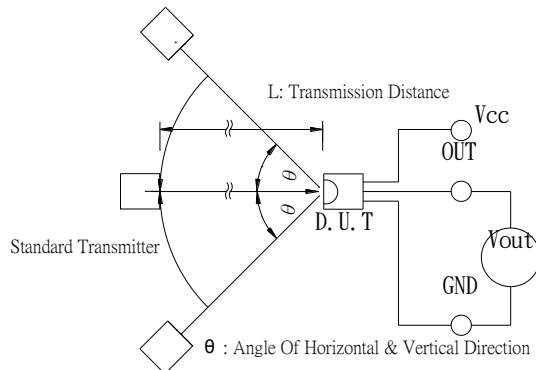 L: Transmission Distance
Vcc
OUT
θ
θ
D.U.T
Standard Transmitter
Vout
GND
θ : Angle Of Horizontal & Vertical Direction